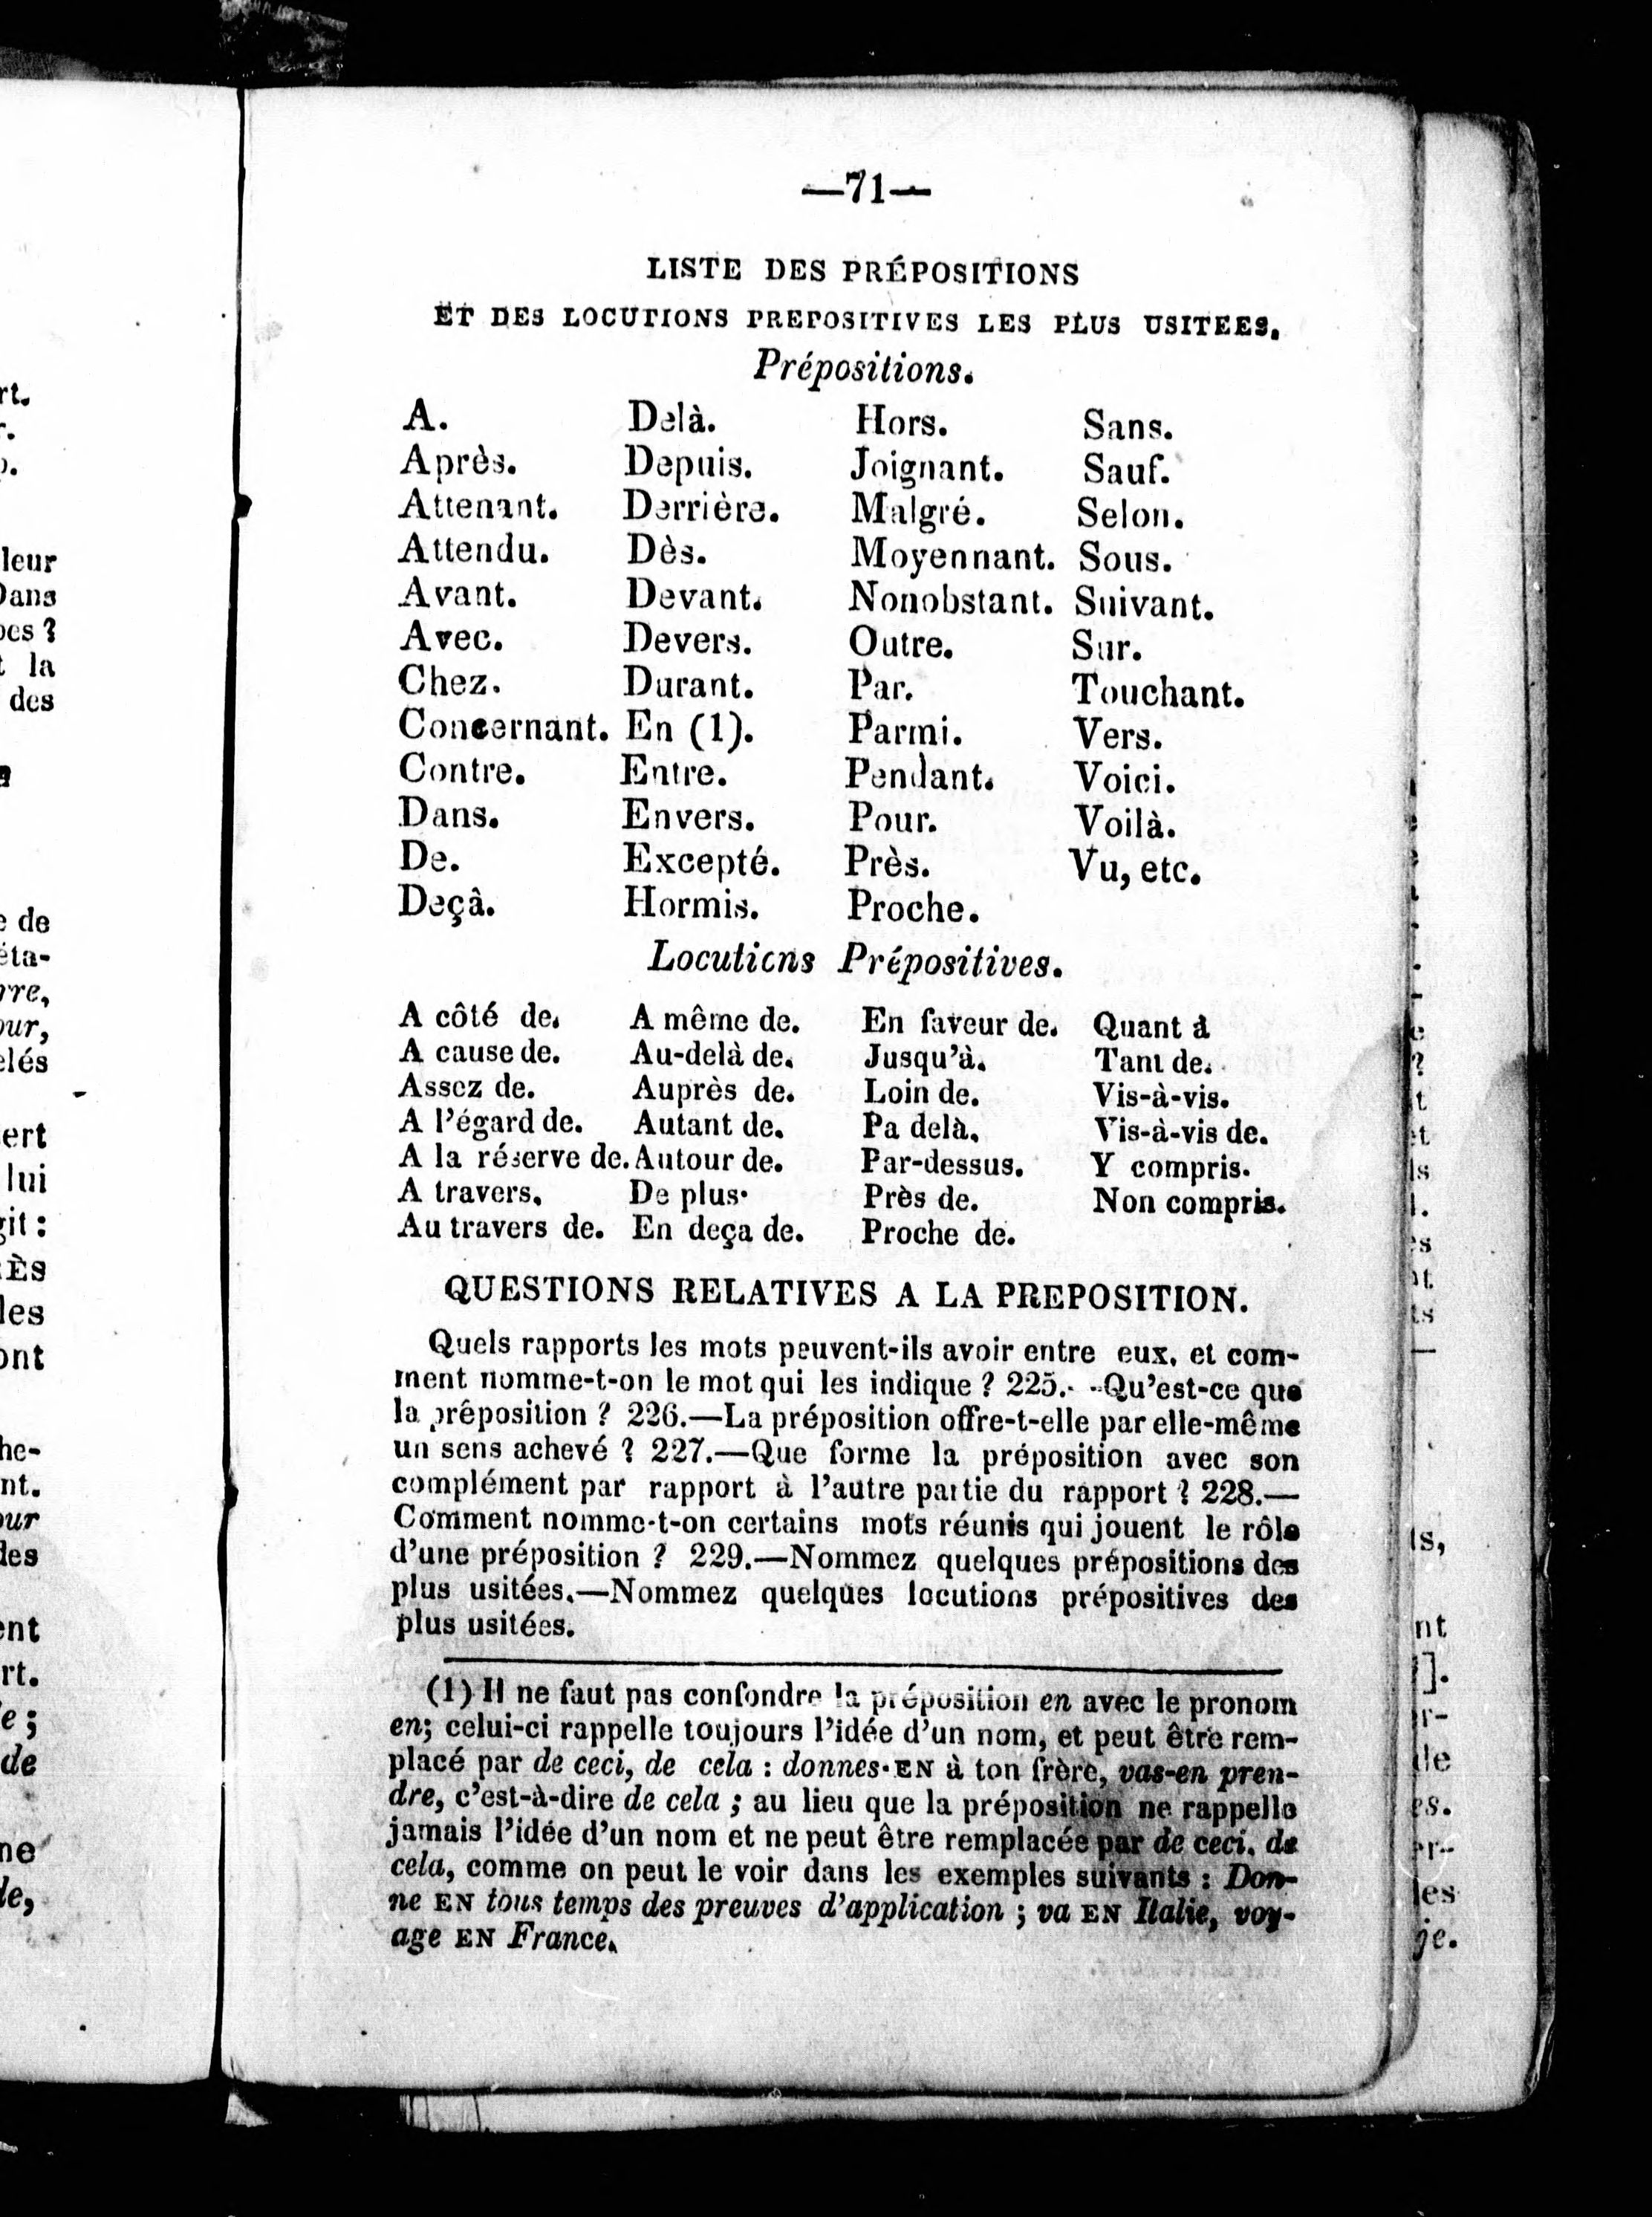 —71—
LISTE DES PRÉPOSITIONS
ET DES LOCUTIONS PREPOSITIVES LES PLUS USITEES.
Prépositions.
A. Delà. Hors. Sans.
Après. Depuis. Joignant. Sauf.
Attenant. Derrière. Malgré. Selon.
Attendu. Dès. Moyennant. Sous.
Avant. Devant. Nonobstant. Suivant.
Avec. Devers. Outre. Sur.
Chez. Durant. Par. Touchant.
Concernant. En (1). Parmi. Vers.
Contre. Entre. Pendant. Voici.
Dans. Envers. Pour. Voilà.
De. Excepté. Près. Vu, etc.
Deçà. Hormis. Proche.
Locutions Prépositives.
A côté de. A même de. En faveur de. Quant à
A cause de. Au-delà de. Jusqu'à. Tant de.
Assez de. Auprès de. Loin de. Vis-à-vis.
A l'égard de. Autant de. Pa delà. Vis-à-vis de.
A la réserve de. Autour de. Par-dessus. Y compris.
A travers. De plus. Près de. Non compris.
Au travers de. En deça de. Proche de.
QUESTIONS RELATIVES A LA PREPOSITION.
Quels rapports les mots peuvent-ils avoir entre eux, et com-
ment nomme-t-on le mot qui les indique ? 225.—Qu'est-ce que
la prêposition ? 226.—La préposition offre-t-elle par elle-même
un sens achevé ? 227.—Que forme la préposition avec son
complément par rapport à l'autre partie du rapport ? 228.—
Comment nomme-t-on certains mots réunis qui jouent le rôle
d'une préposition ? 229.—Nommez quelques prépositions des
plus usitées.—Nommez quelques locutions prépositives des
plus usitées.
(1) Il ne faut pas confondre la préposition en avec le pronom
en; celui-ci rappelle toujours l'idée d'un nom, et peut être rem-
placé par de ceci, de cela : donnes-EN à ton frère, vas-en pren-
dre, c'est-à-dire de cela ; au lieu que la préposition ne rappelle
jamais l'idée d'un nom et ne peut être remplacée par de ceci, de
cela, comme on peut le voir dans les exemples suivants : Don-
ne EN tous temps des preuves d'application ; va EN Italie, voy-
age EN France.